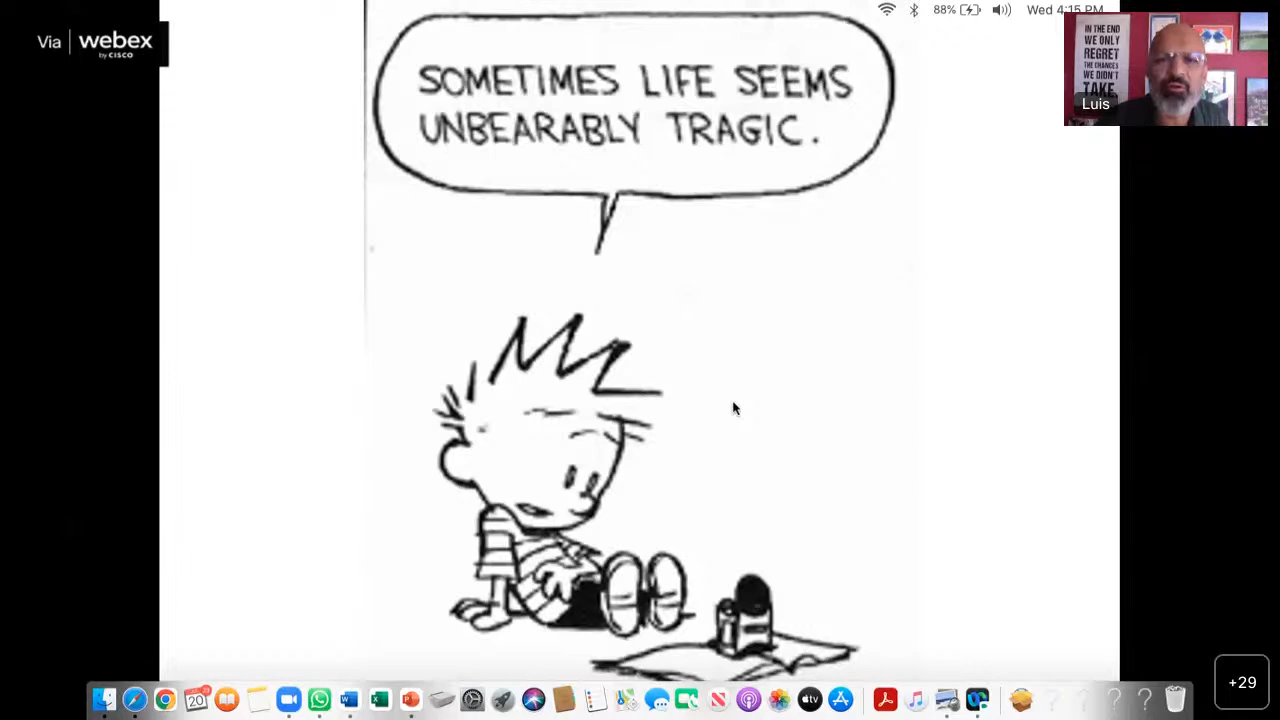 Via webex
by CISCO
88%
Wed 4:15 PM
SOMETIMES LIFE SEEMS
UNBEARABLY TRAGIC.
IN THE END
WE ONLY
REGRET
THE CHANCES
WE DIDN'T
TAKE.
Luis
20
+29